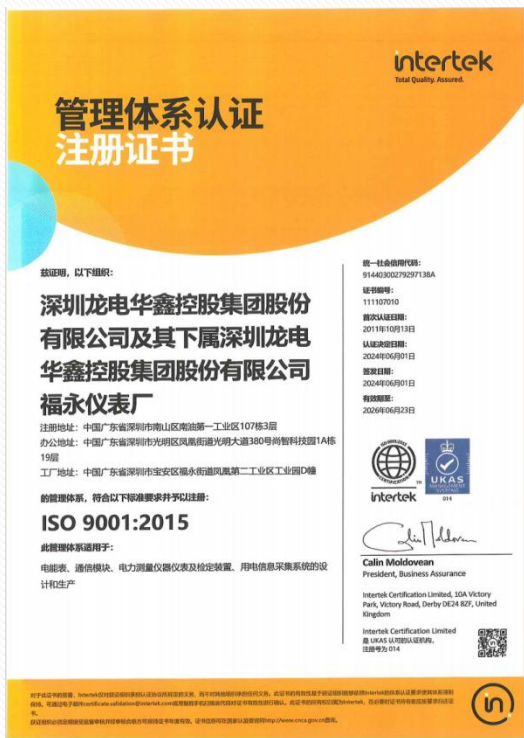 intertek
Total Quality. Assured.
管理体系认证
注册证书
兹证明，以下组织：
深圳龙电华鑫控股集团股份
有限公司及其下属深圳龙电
华鑫控股集团股份有限公司
福永仪表厂
注册地址：中国广东省深圳市南山区南油第一工业区107栋3层
办公地址：中国广东省深圳市光明区凤凰街道光明大道380号尚智科技园1A栋
19层
工厂地址：中国广东省深圳市宝安区福永街道凤凰第二工业区工业园D幢
的管理体系，符合以下标准要求并予以注册：
ISO 9001:2015
此管理体系适用于：
电能表、通信模块、电力测量仪器仪表及检定装置、用电信息采集系统的设
计和生产
统一社会信用代码：
91440300279297138A
证书编号：
111107010
首次认证日期：
2011年10月13日
认证决定日期：
2024年06月01日
签发日期：
2024年06月01日
有效期至：
2026年06月23日
intertek
UKAS
MANAGEMENT
SYSTEMS
014
Calin Moldovean
President, Business Assurance
Intertek Certification Limited, 10A Victory
Park, Victory Road, Derby DE24 8ZF, United
Kingdom
Intertek Certification Limited
是 UKAS 认可的认证机构，
注册号为 014
in